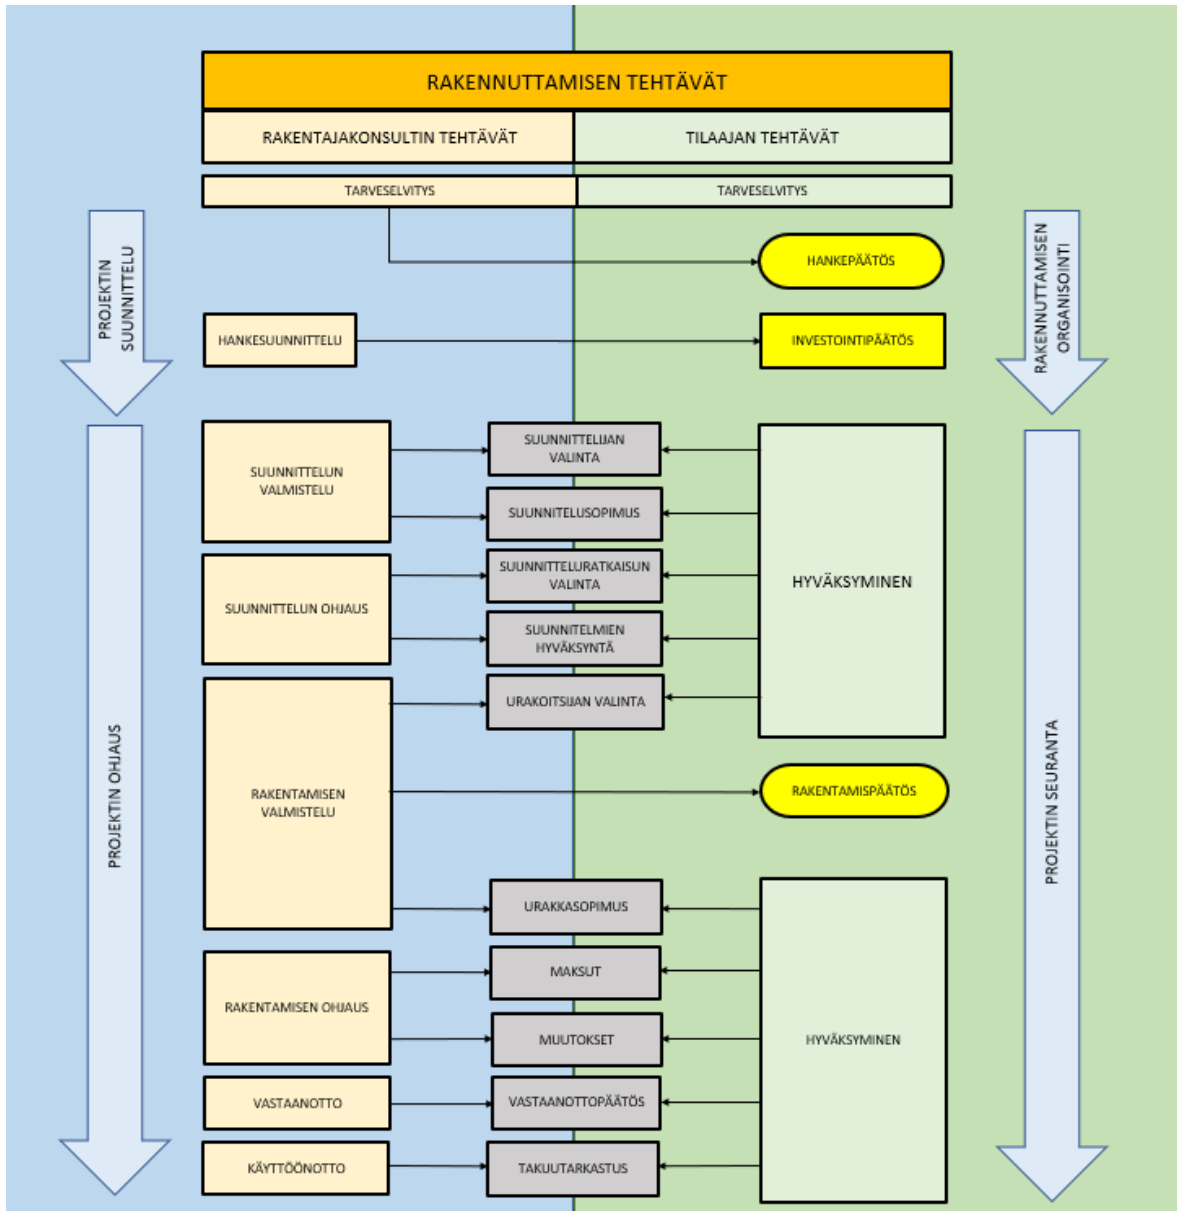 RAKENNUTTAMISEN TEHTÄVÄT
RAKENTAJAKONSULTIN TEHTÄVÄT
TILAAJAN TEHTÄVÄT
TARVESELVITYS
TARVESELVITYS
PROJEKTIN
SUUNNITTELU
RAKENNUTTAMISEN
ORGANISOINTI
HANKEPÄÄTÖS
HANKESUUNNITTELU
INVESTOINTIPÄÄTÖS
SUUNNITTELUN
VALMISTELU
SUUNNITTELIJAN
VALINTA
SUUNNITELUSOPIMUS
SUUNNITTELUN OHJAUS
SUUNNITTELURATKAISUN
VALINTA
SUUNNITELMIEN
HYVÄKSYNTÄ
HYVÄKSYMINEN
RAKENTAMISEN
VALMISTELU
URAKOITSIJAN VALINTA
RAKENTAMISPÄÄTÖS
PROJEKTIN OHJAUS
PROJEKTIN SEURANTA
URAKKASOPIMUS
RAKENTAMISEN OHJAUS
MAKSUT
MUUTOKSET
HYVÄKSYMINEN
VASTAANOTTO
VASTAANOTTOPÄÄTÖS
KÄYTTÖÖNOTTO
TAKUUTARKASTUS